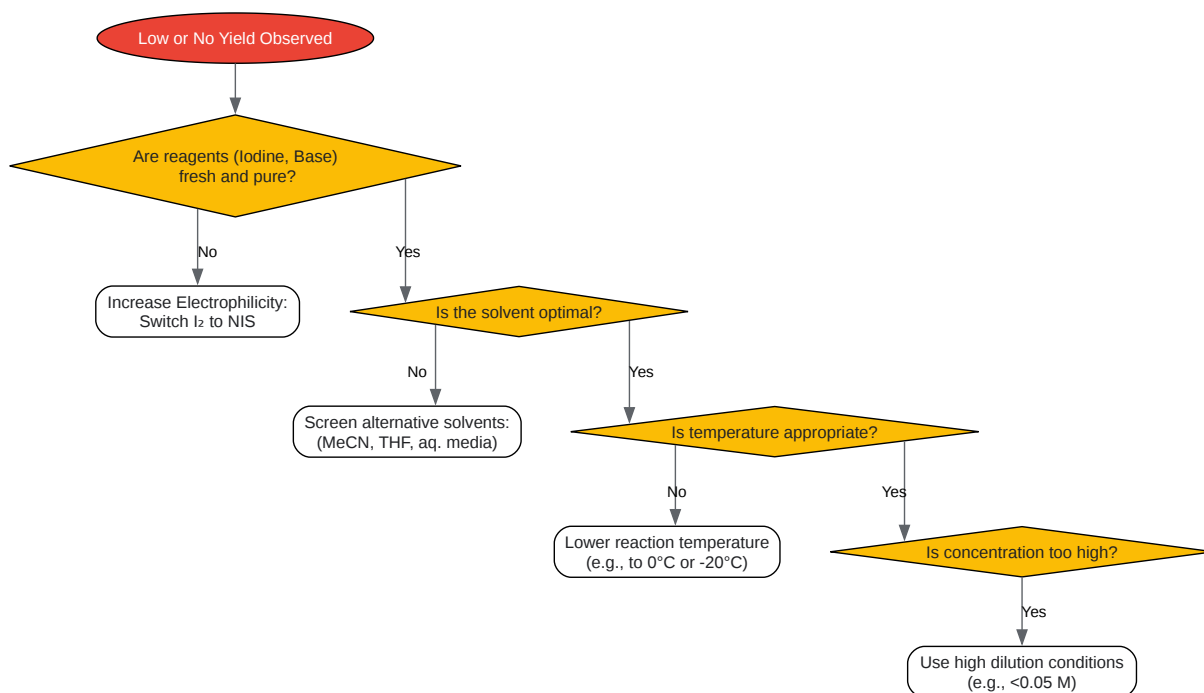 Low or No Yield Observed
Are reagents (Iodine, Base)
fresh and pure?
No
Yes
Increase Electrophilicity:
Switch I₂ to NIS
Is the solvent optimal?
No
Yes
Screen alternative solvents:
(MeCN, THF, aq. media)
Is temperature appropriate?
No
Yes
Lower reaction temperature
(e.g., to 0°C or -20°C)
Is concentration too high?
Yes
Use high dilution conditions
(e.g., <0.05 M)